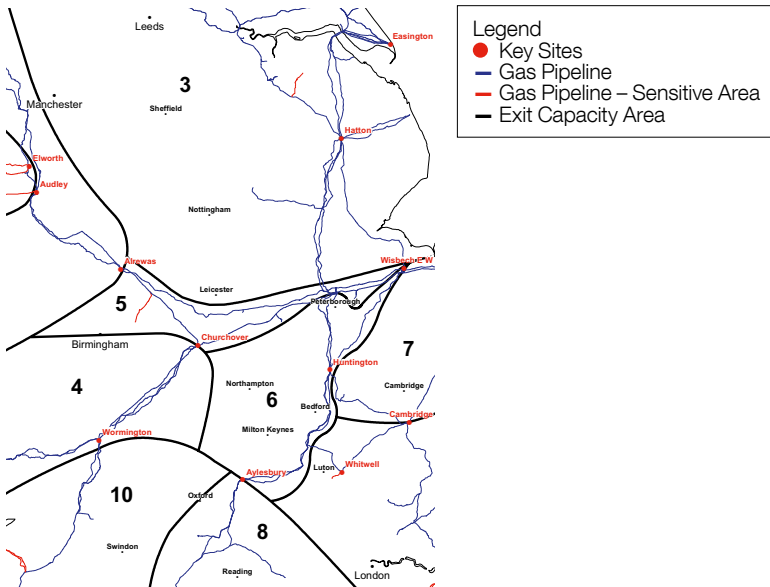 Leeds
Easington
3
Manchester
Sheffield
Hatton
Elworth
Audley
Nottingham
Alrewas
Wisbech E W
Leicester
Peterborough
5
Churchover
Birmingham
7
Huntington
4
Northampton
Cambridge
6
Bedford
Cambridge
Milton Keynes
Wormington
Luton
Whitwell
Aylesbury
10
Oxford
8
Swindon
Reading
London
Legend
Key Sites
Gas Pipeline
Gas Pipeline – Sensitive Area
Exit Capacity Area